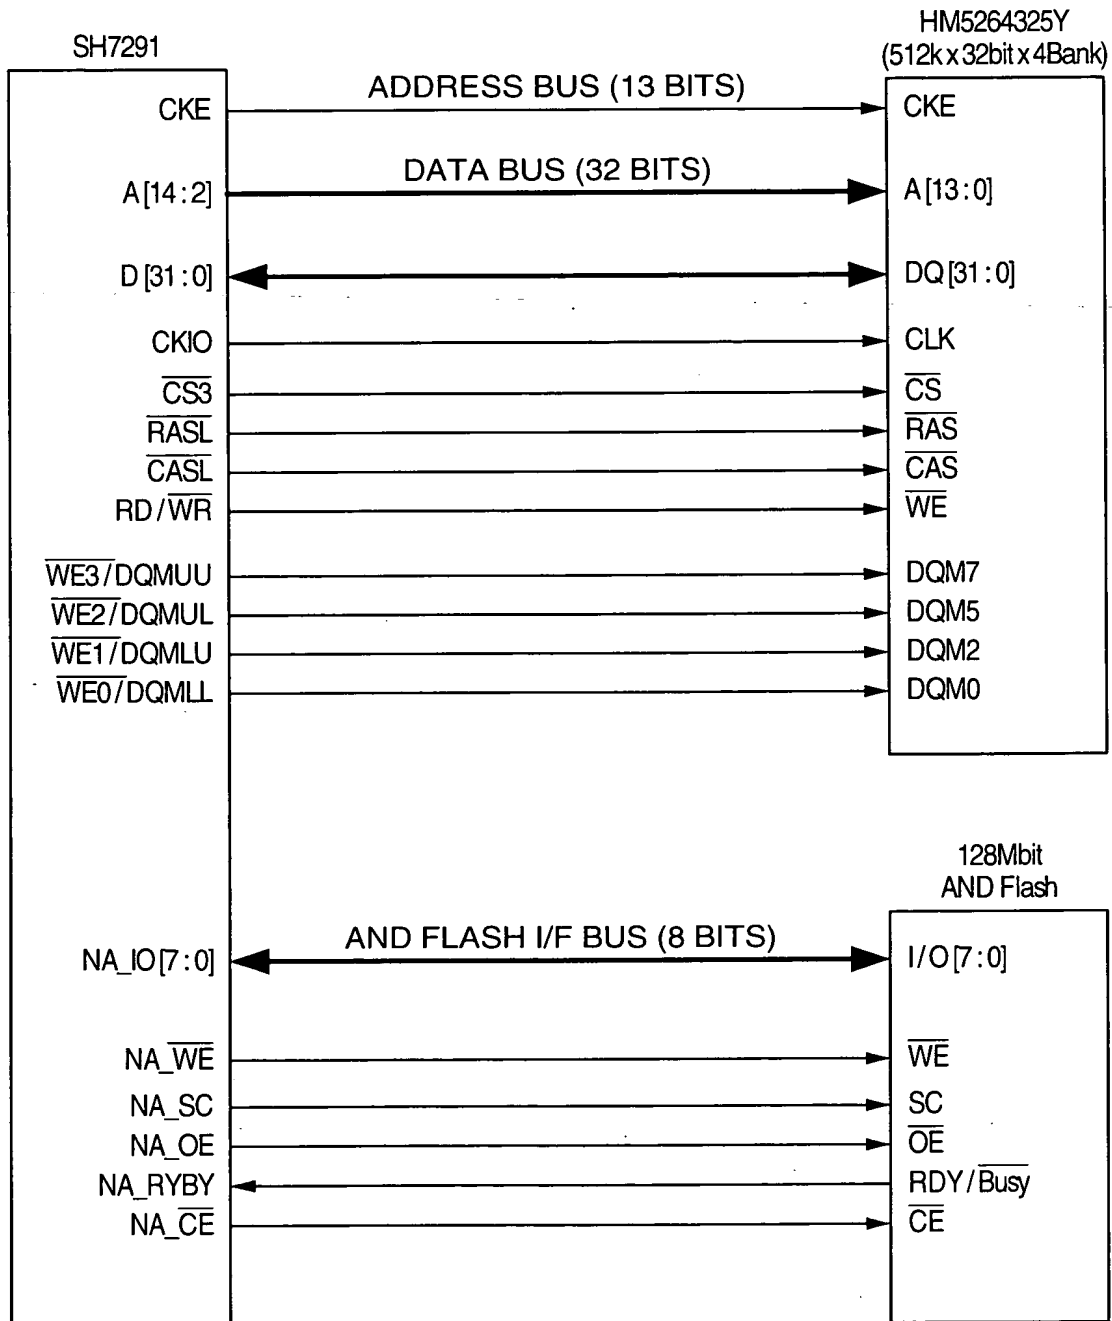 SH7291
HM5264325Y
(512k x 32bit x 4Bank)
ADDRESS BUS (13 BITS)
CKE
CKE
DATA BUS (32 BITS)
A[14:2]
A[13:0]
D[31:0]
DQ[31:0]
CKIO
CLK
CS3
CS
RASL
RAS
CASL
CAS
RD/WR
WE
WE3/DQMUU
DQM7
WE2/DQMUL
DQM5
WE1/DQMLU
DQM2
WE0/DQMLL
DQM0
128Mbit
AND Flash
AND FLASH I/F BUS (8 BITS)
NA_IO[7:0]
I/O[7:0]
NA_WE
WE
NA_SC
SC
NA_OE
OE
NA_RYBY
RDY/Busy
NA_CE
CE